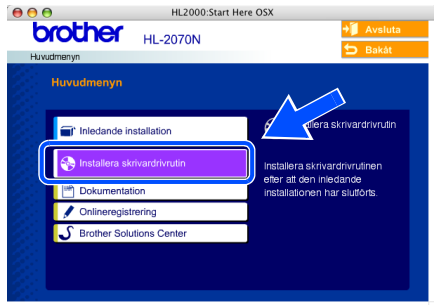 HL2000:Start Here OSX
brother
HL-2070N
Avsluta
Bakåt
Huvudmenyn
Huvudmenyn
Inledande installation
Installera skrivardrivrutin
Dokumentation
Onlineregistrering
Brother Solutions Center
skrivardrivrutin
Installera skrivardrivrutinen
efter att den inledande
installationen har slutförts.